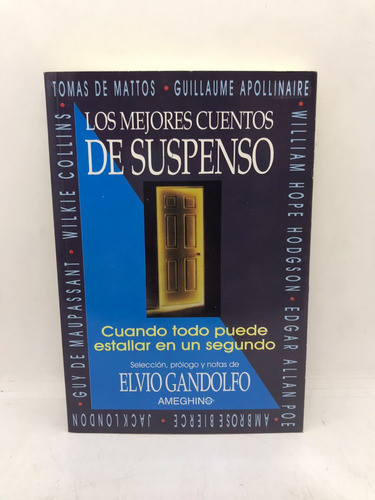 TOMAS DE MATTOS • GUILLAUME APOLLINAIRE
• WILLIAM HOPE HODGSON • EDGAR ALLAN POE
• AMBROSE BIERCE • JACK LONDON
• GUY DE MAUPASSANT • WILKIE COLLINS •
LOS MEJORES CUENTOS
DE SUSPENSO
Cuando todo puede
estallar en un segundo
Selección, prólogo y notas de
ELVIO GANDOLFO
AMEGHINO